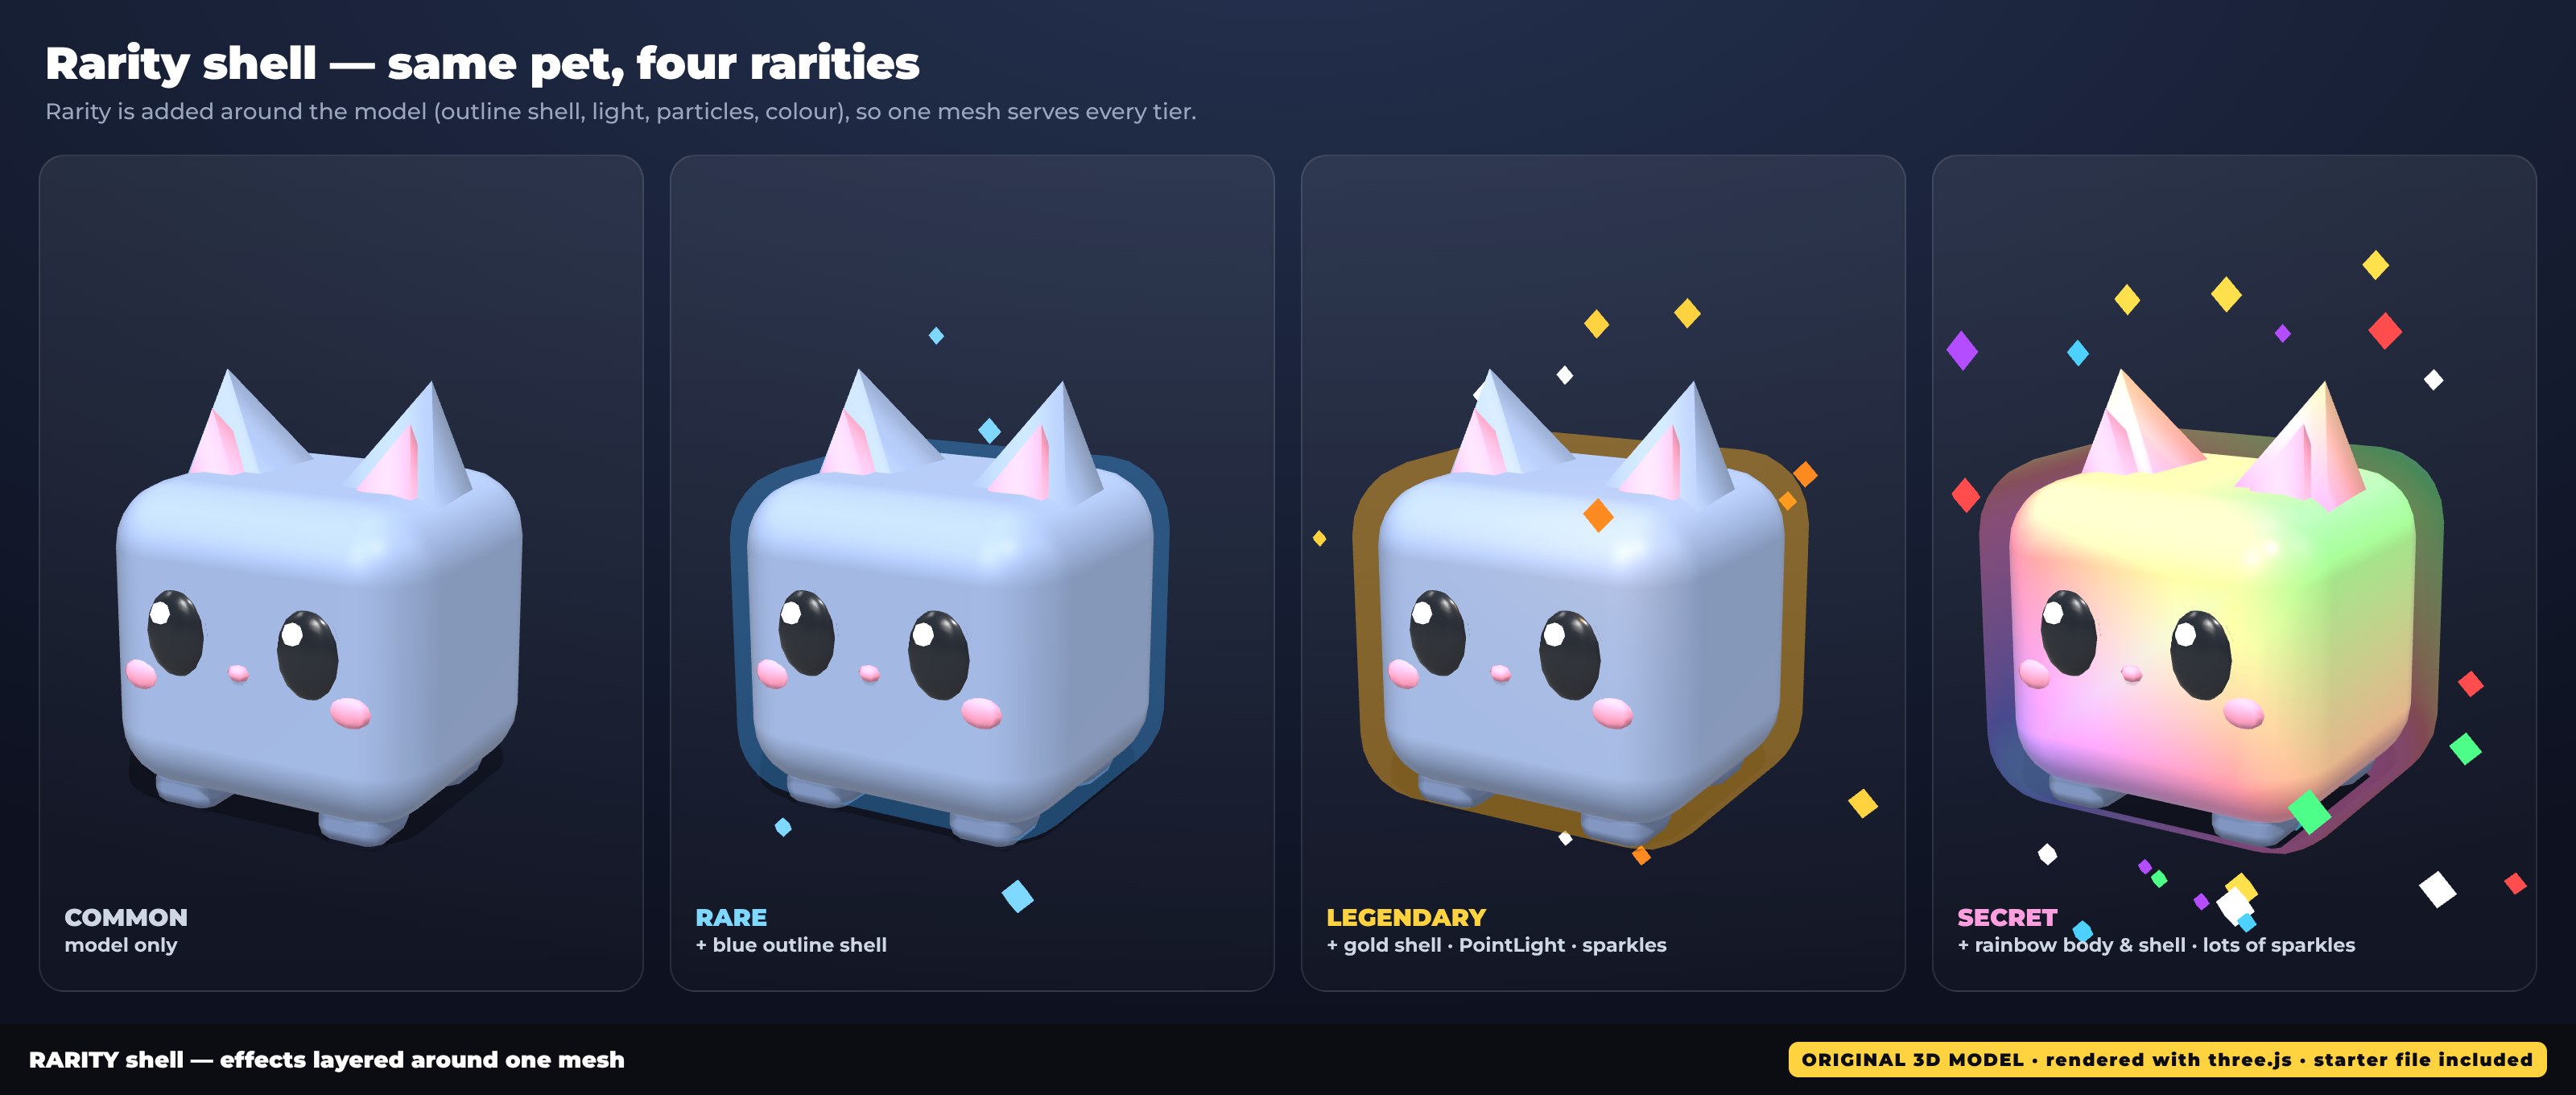 Rarity shell — same pet, four rarities
Rarity is added around the model (outline shell, light, particles, colour), so one mesh serves every tier.
COMMON
model only
RARE
+ blue outline shell
LEGENDARY
+ gold shell · PointLight · sparkles
SECRET
+ rainbow body & shell · lots of sparkles
RARITY shell — effects layered around one mesh
ORIGINAL 3D MODEL · rendered with three.js · starter file included